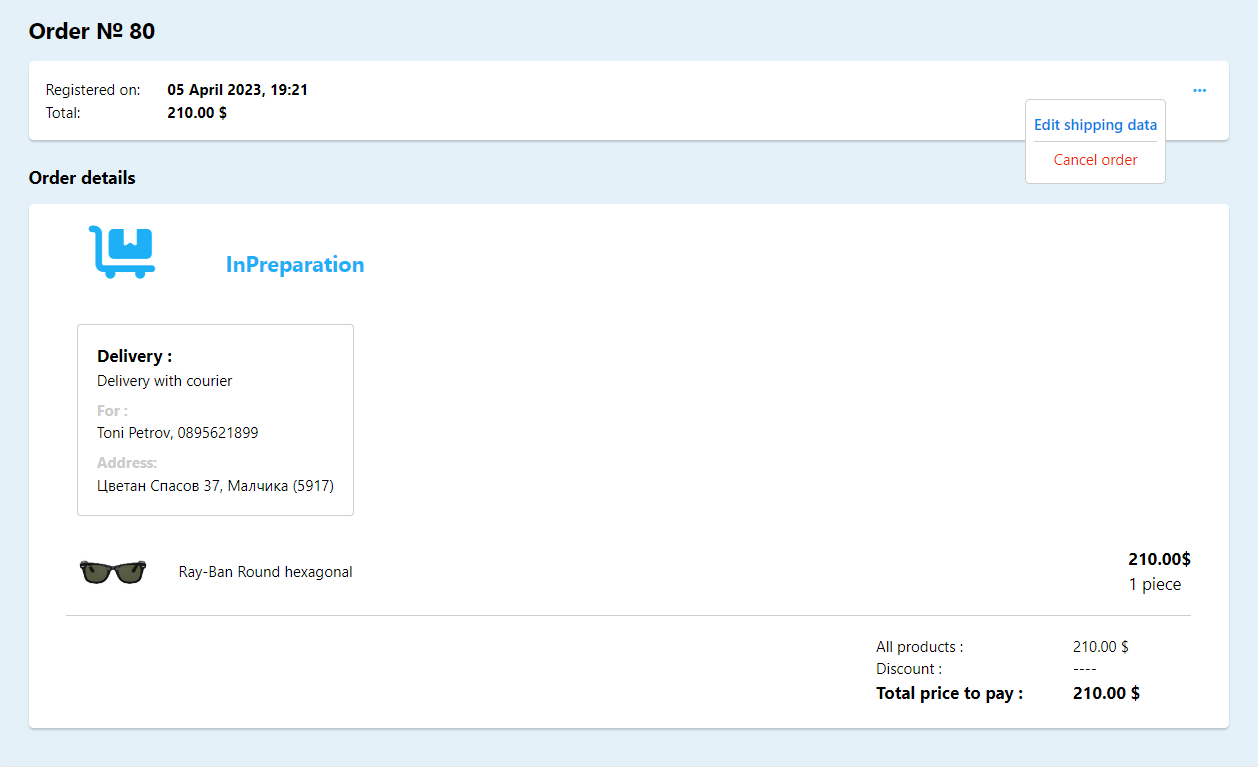 Order № 80
Registered on: 05 April 2023, 19:21
Total: 210.00 $
...
Edit shipping data
Cancel order
Order details
InPreparation
Delivery :
Delivery with courier
For :
Toni Petrov, 0895621899
Address:
Цветан Спасов 37, Малчика (5917)
Ray-Ban Round hexagonal
210.00$
1 piece
All products : 210.00 $
Discount : ----
Total price to pay : 210.00 $